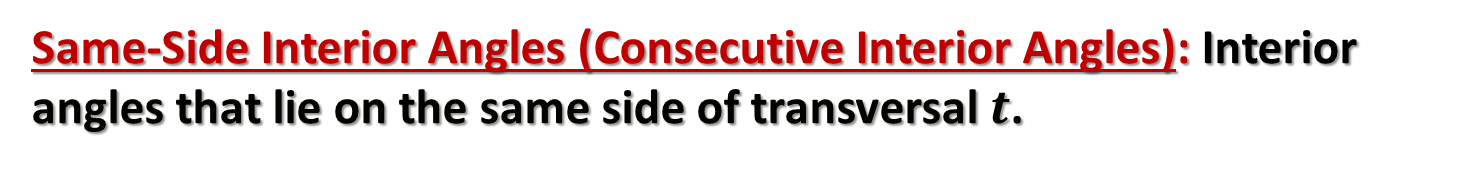 Same-Side Interior Angles (Consecutive Interior Angles): Interior
angles that lie on the same side of transversal t.